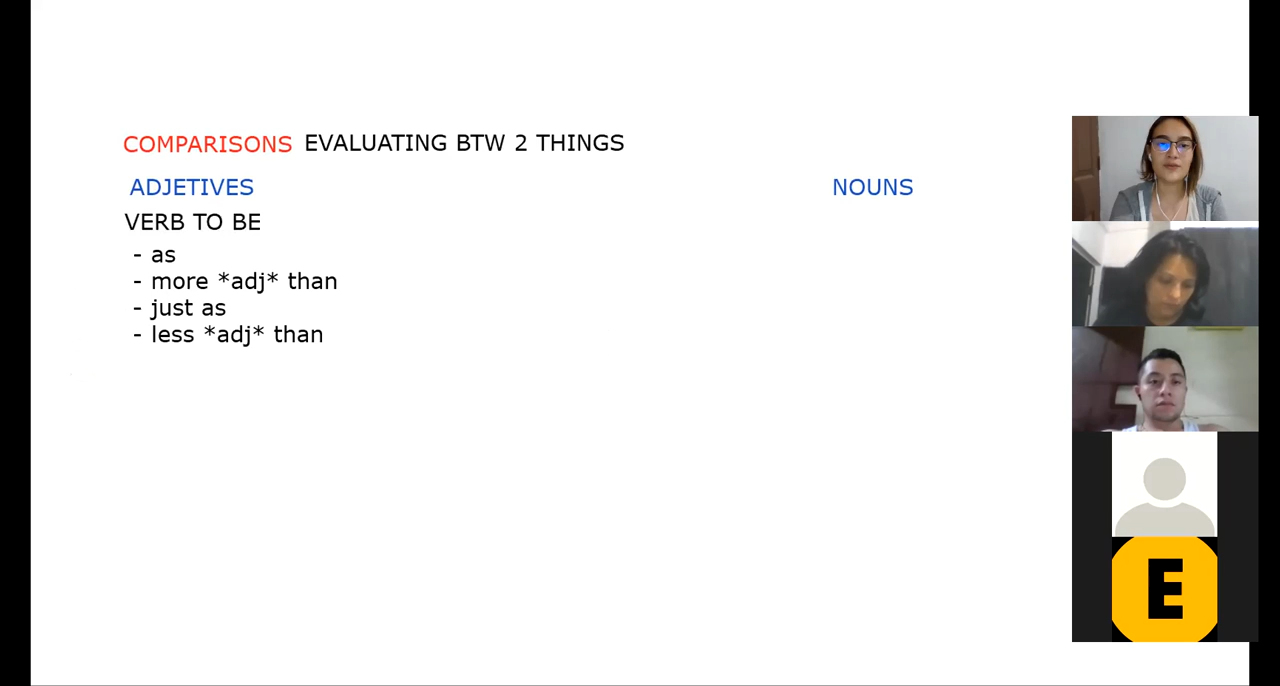 COMPARISONS EVALUATING BTW 2 THINGS
ADJETIVES NOUNS
VERB TO BE
- as
- more *adj* than
- just as
- less *adj* than
E